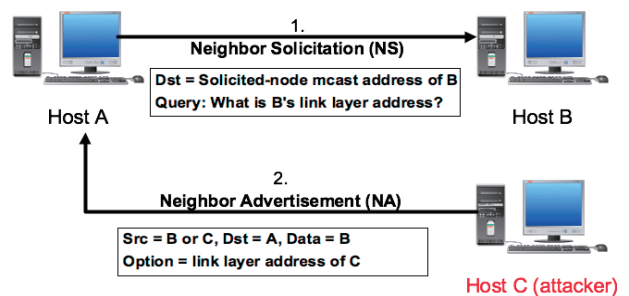 1.
Neighbor Solicitation (NS)
Dst = Solicited-node mcast address of B
Query: What is B's link layer address?
Host A
Host B
2.
Neighbor Advertisement (NA)
Src = B or C, Dst = A, Data = B
Option = link layer address of C
Host C (attacker)